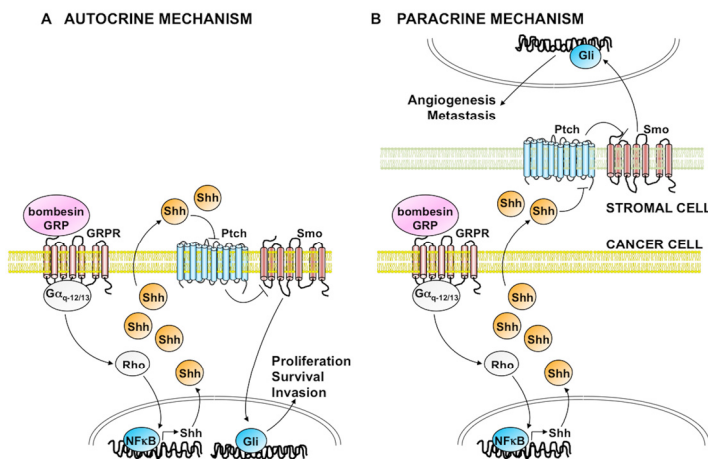 A AUTOCRINE MECHANISM
bombesin
GRP
GRPR
Gαq-12/13
Rho
NFκB
Shh
Shh
Shh
Shh
Shh
Shh
Shh
Shh
Ptch
Smo
Gli
Proliferation
Survival
Invasion
B PARACRINE MECHANISM
Gli
Angiogenesis
Metastasis
Ptch
Smo
STROMAL CELL
CANCER CELL
bombesin
GRP
GRPR
Gαq-12/13
Rho
NFκB
Shh
Shh
Shh
Shh
Shh
Shh
Shh
Shh